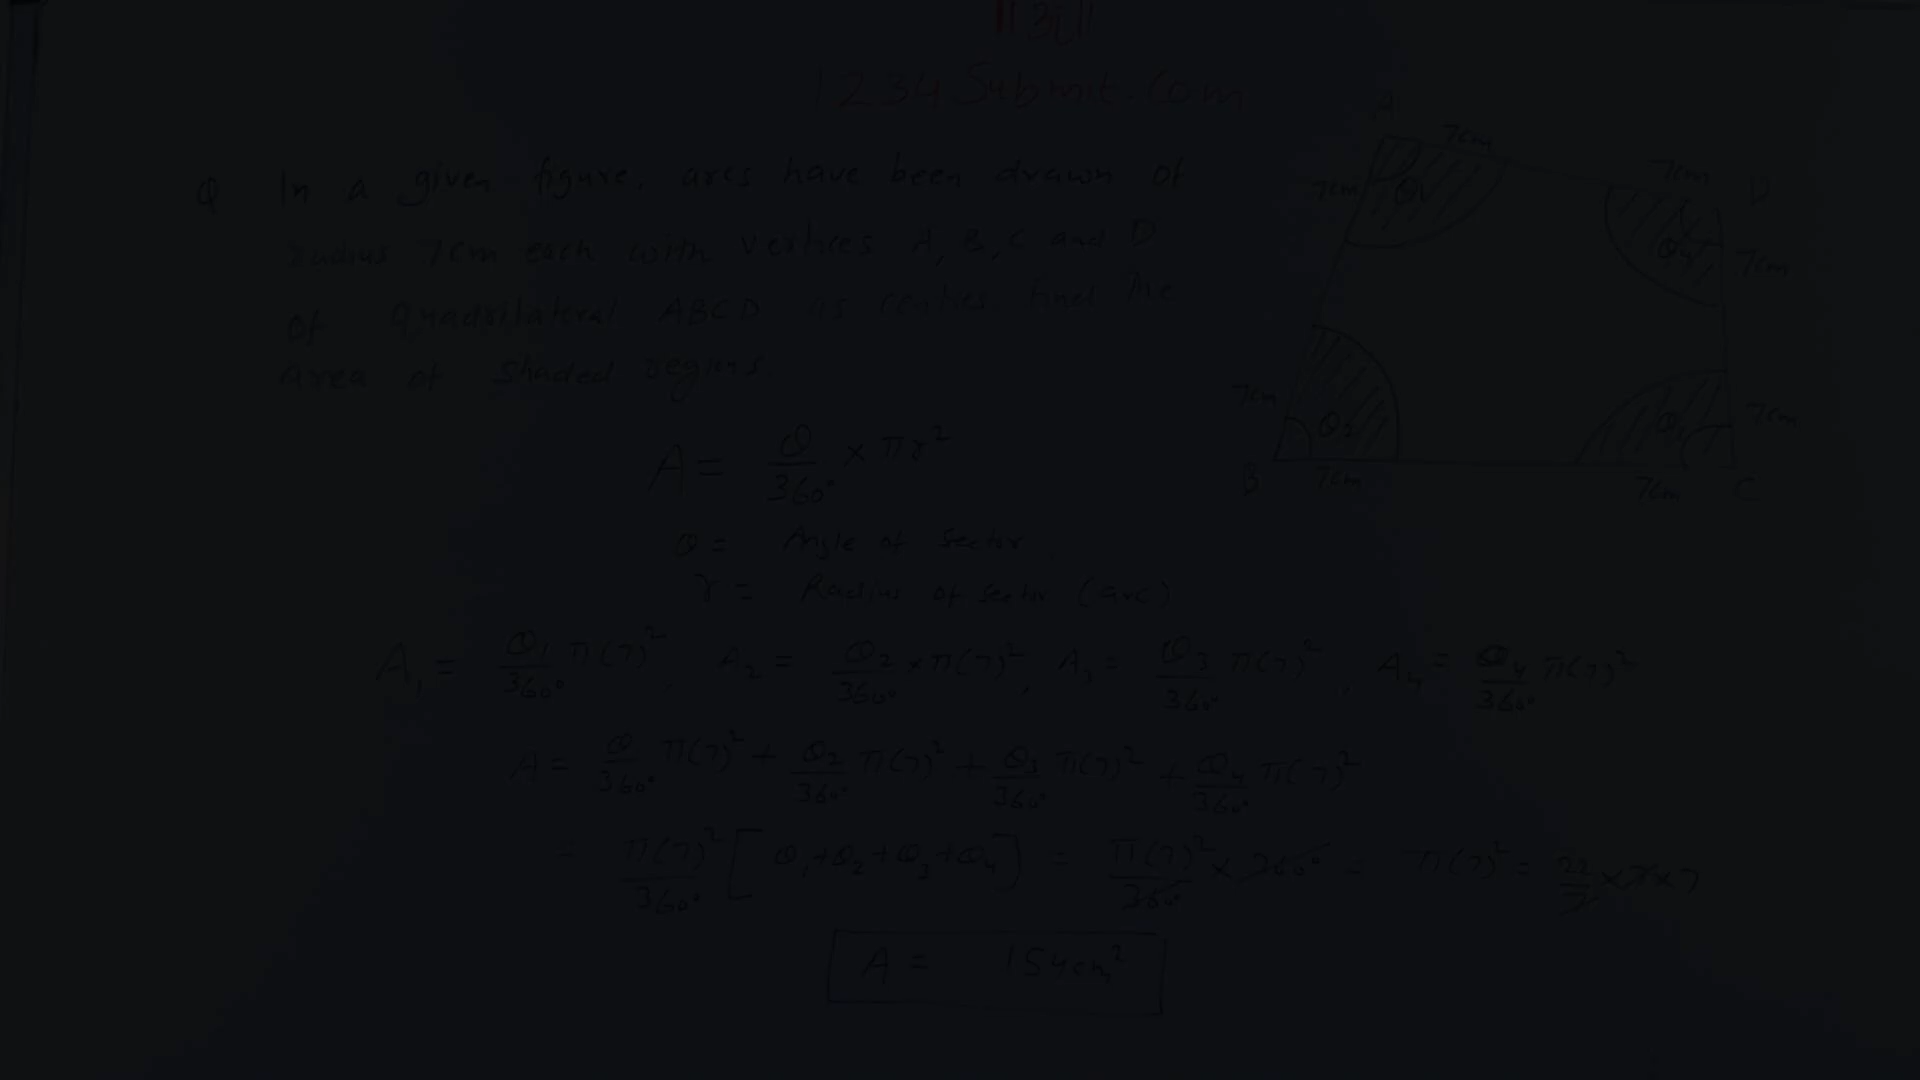 1234Submit.Com
Q In a given figure, arcs have been drawn of
radius 7cm each with vertices A, B, C and D
of Quadrilateral ABCD as centres. find the
Area of Shaded regions.
A = θ/360° × πr²
θ = Angle of Sector
r = Radius of sector (arc)
A₁ = θ₁/360° π(7)², A₂ = θ₂/360° × π(7)², A₃ = θ₃/360° π(7)², A₄ = θ₄/360° π(7)²
A = θ/360° π(7)² + θ₂/360° π(7)² + θ₃/360° π(7)² + θ₄/360° π(7)²
= π(7)²/360° [θ₁+θ₂+θ₃+θ₄] = π(7)²/360° × 360° = π(7)² = 22/7 × 7 × 7
A = 154cm²
A
7cm
7cm
7cm
θ₁
D
θ₄
7cm
7cm
θ₂
θ₃
7cm
B
7cm
7cm
C